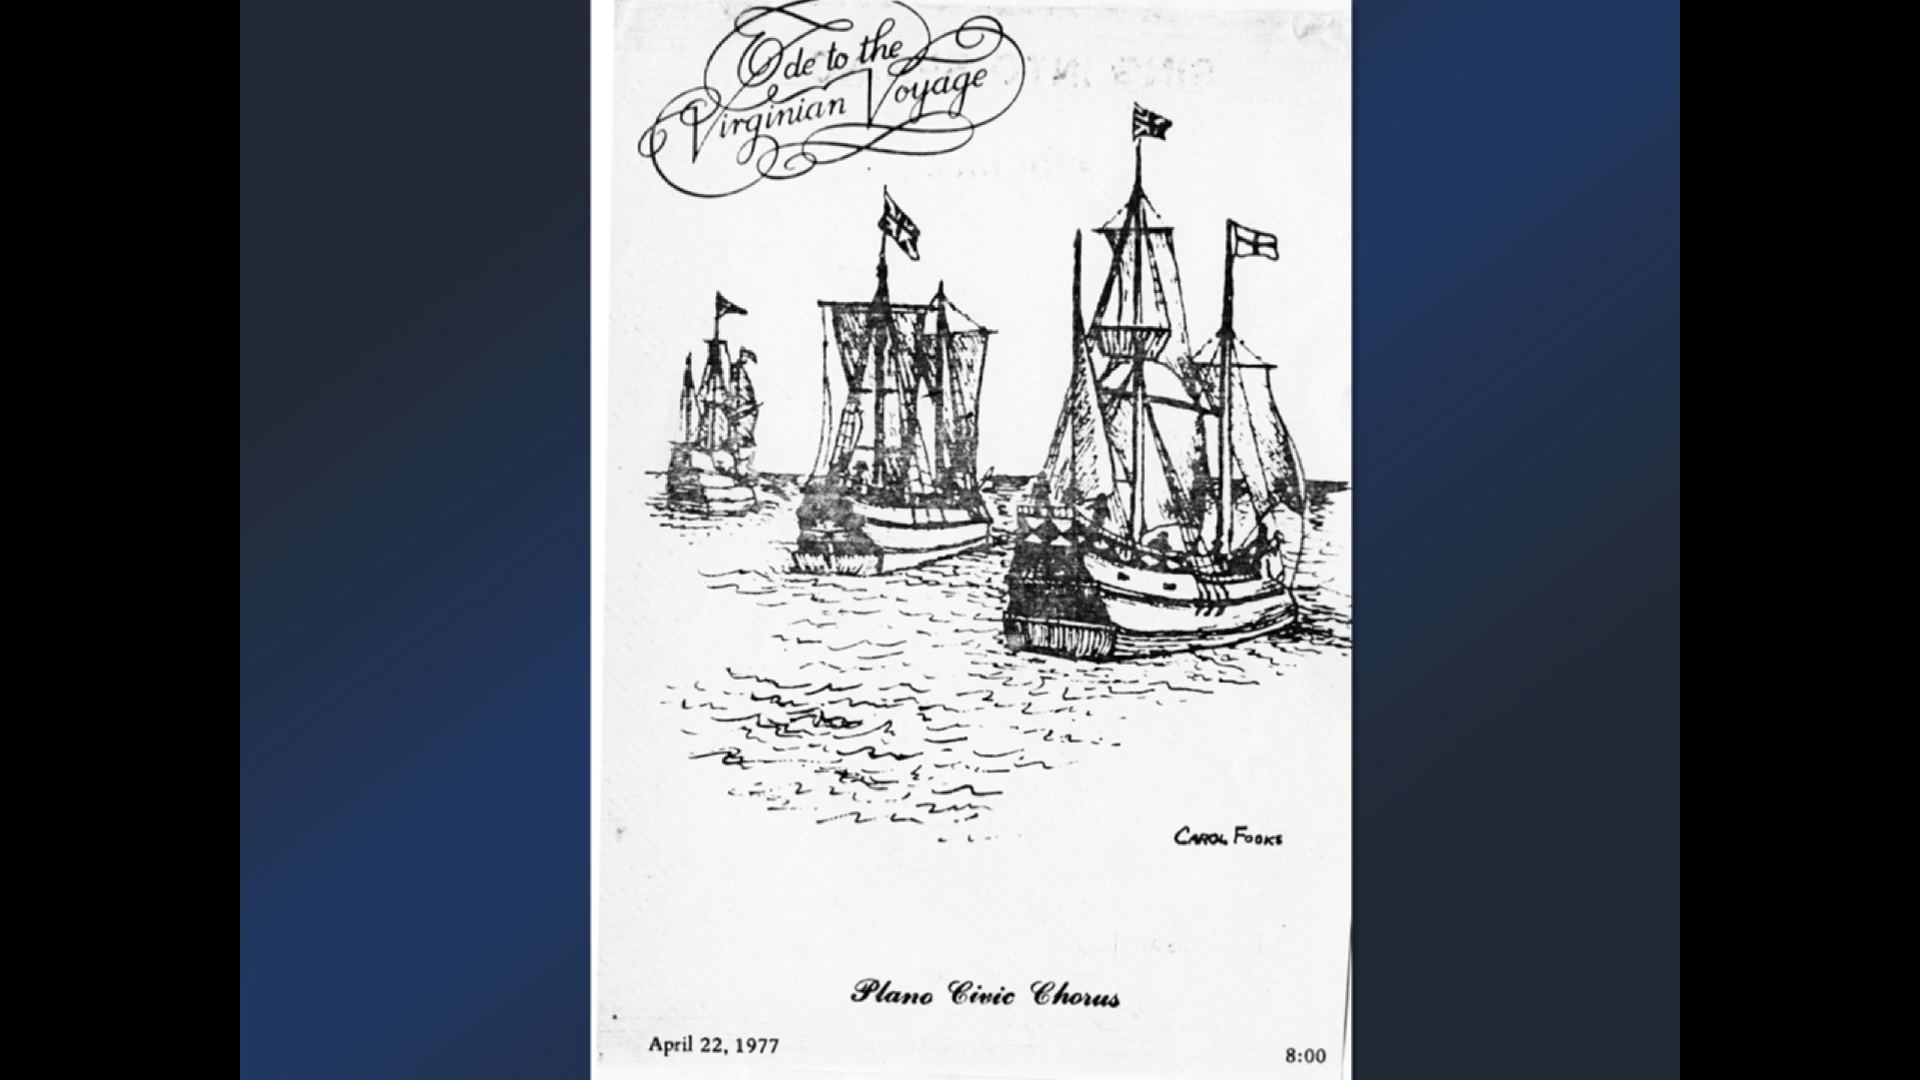 Ode to the
Virginian Voyage
CAROL FOOKS
Plano Civic Chorus
April 22, 1977
8:00